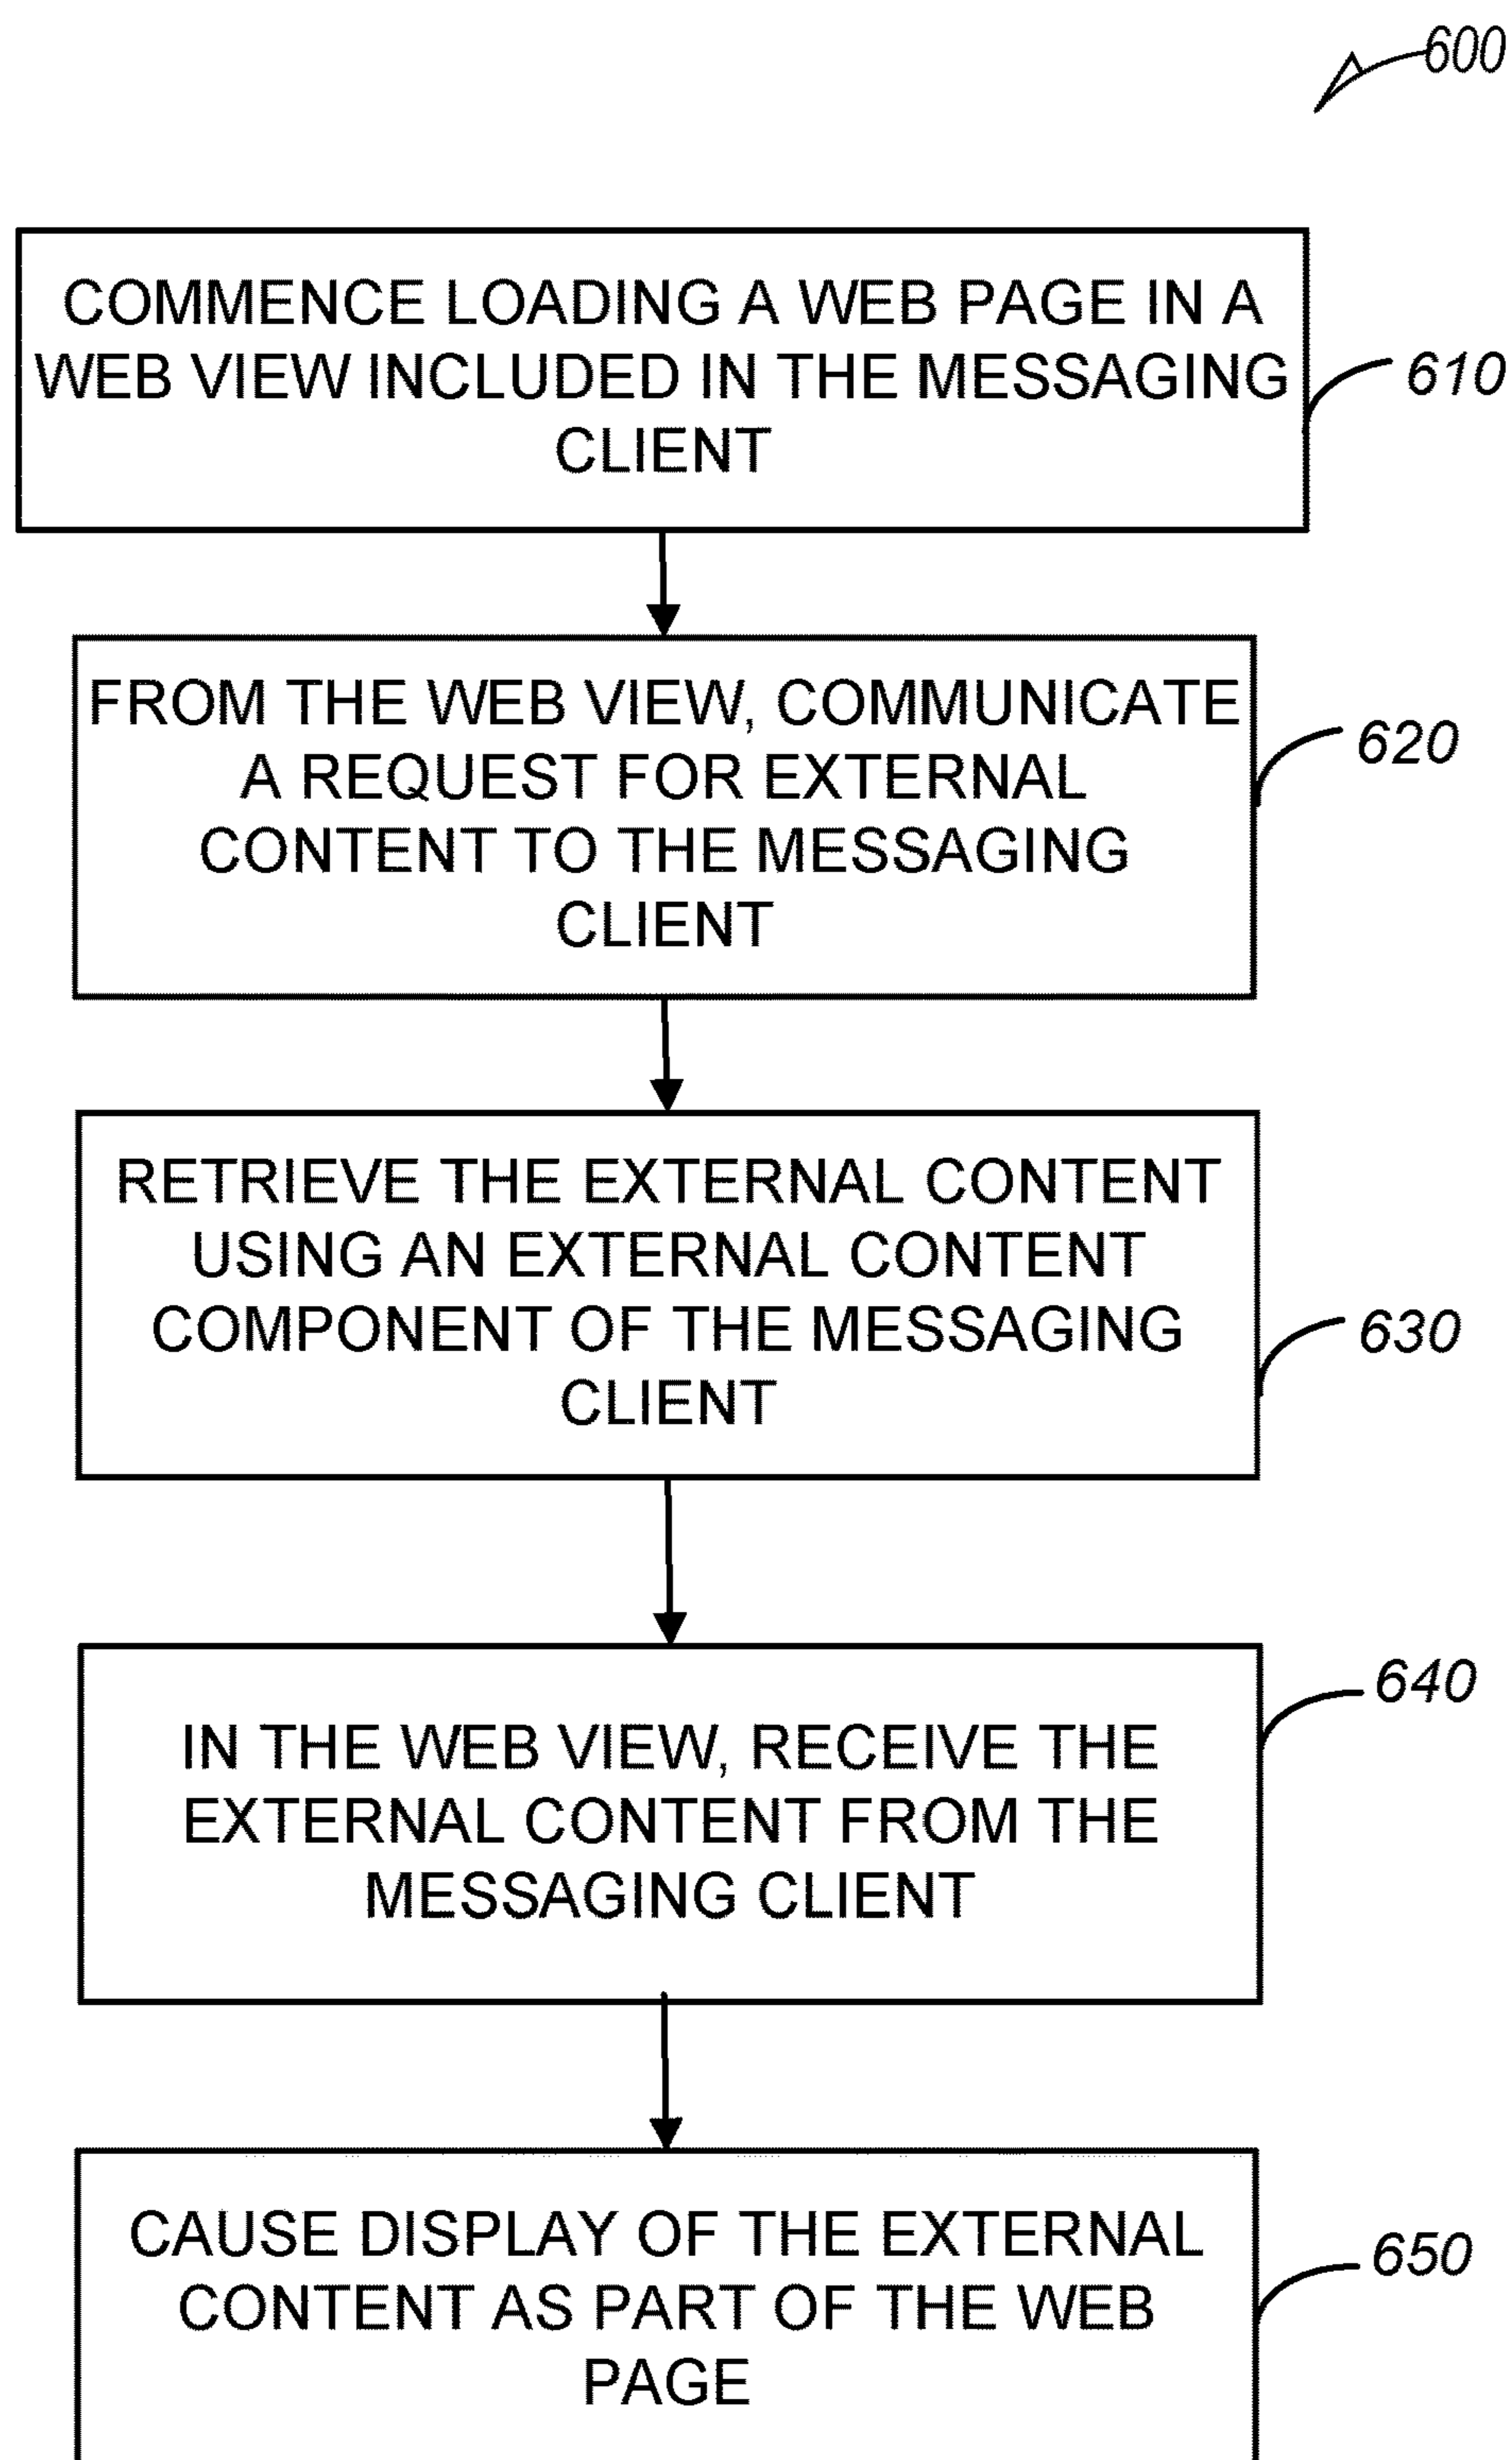 600
COMMENCE LOADING A WEB PAGE IN A
WEB VIEW INCLUDED IN THE MESSAGING
CLIENT
610
FROM THE WEB VIEW, COMMUNICATE
A REQUEST FOR EXTERNAL
CONTENT TO THE MESSAGING
CLIENT
620
RETRIEVE THE EXTERNAL CONTENT
USING AN EXTERNAL CONTENT
COMPONENT OF THE MESSAGING
CLIENT
630
IN THE WEB VIEW, RECEIVE THE
EXTERNAL CONTENT FROM THE
MESSAGING CLIENT
640
CAUSE DISPLAY OF THE EXTERNAL
CONTENT AS PART OF THE WEB
PAGE
650